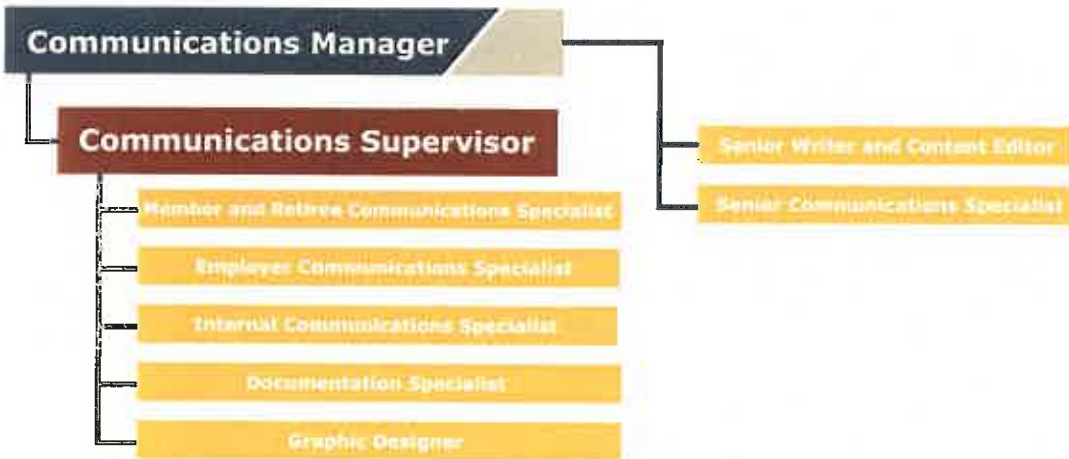 Communications Manager
Communications Supervisor
Member and Retiree Communications Specialist
Employer Communications Specialist
Internal Communications Specialist
Documentation Specialist
Graphic Designer
Senior Writer and Content Editor
Senior Communications Specialist